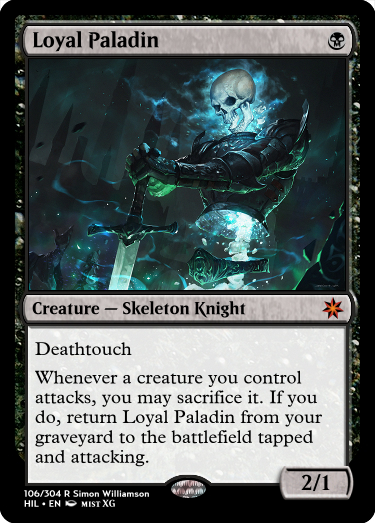 Loyal Paladin
Creature — Skeleton Knight
Deathtouch
Whenever a creature you control
attacks, you may sacrifice it. If you
do, return Loyal Paladin from your
graveyard to the battlefield tapped
and attacking.
2/1
106/304 R Simon Williamson
HIL • EN MIST XG